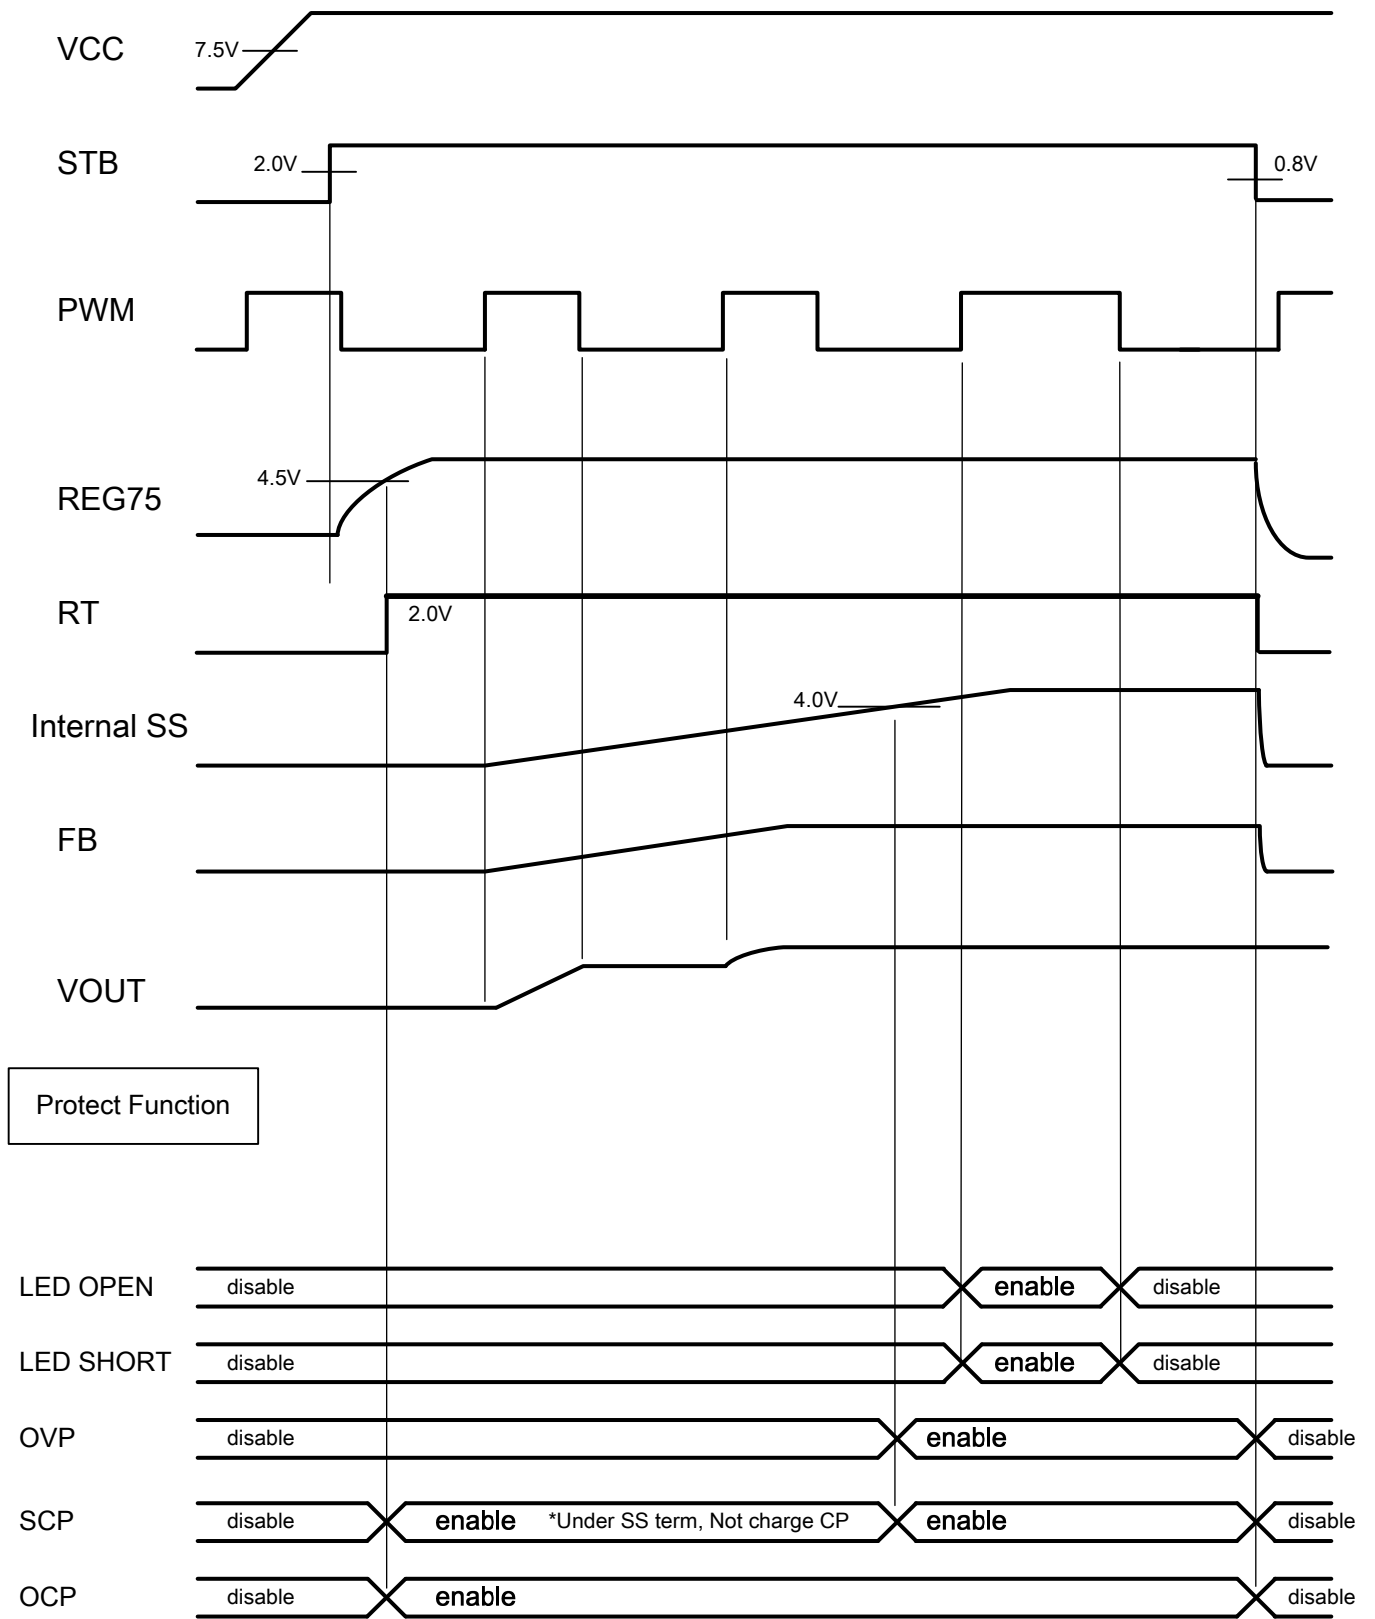 VCC
7.5V
STB
2.0V
0.8V
PWM
REG75
4.5V
RT
2.0V
Internal SS
4.0V
FB
VOUT
Protect Function
LED OPEN disable enable disable
LED SHORT disable enable disable
OVP disable enable disable
SCP disable enable *Under SS term, Not charge CP enable disable
OCP disable enable disable